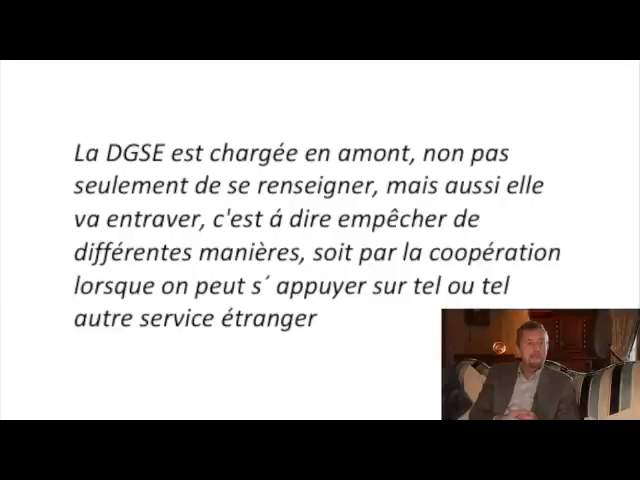 La DGSE est chargée en amont, non pas
seulement de se renseigner, mais aussi elle
va entraver, c'est á dire empêcher de
différentes manières, soit par la coopération
lorsque on peut s´ appuyer sur tel ou tel
autre service étranger